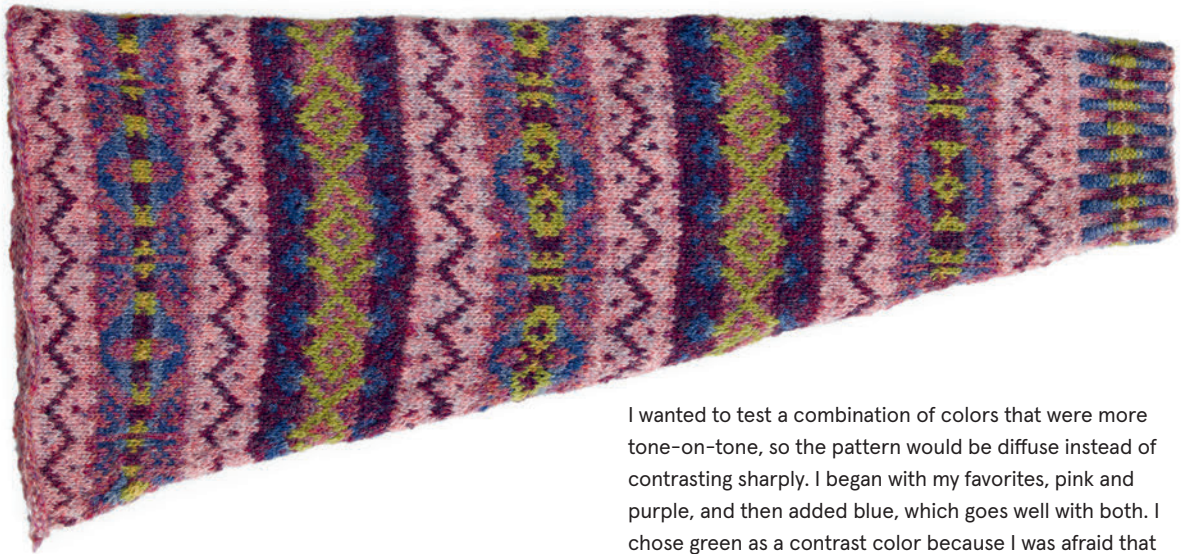 I wanted to test a combination of colors that were more
tone-on-tone, so the pattern would be diffuse instead of
contrasting sharply. I began with my favorites, pink and
purple, and then added blue, which goes well with both. I
chose green as a contrast color because I was afraid that